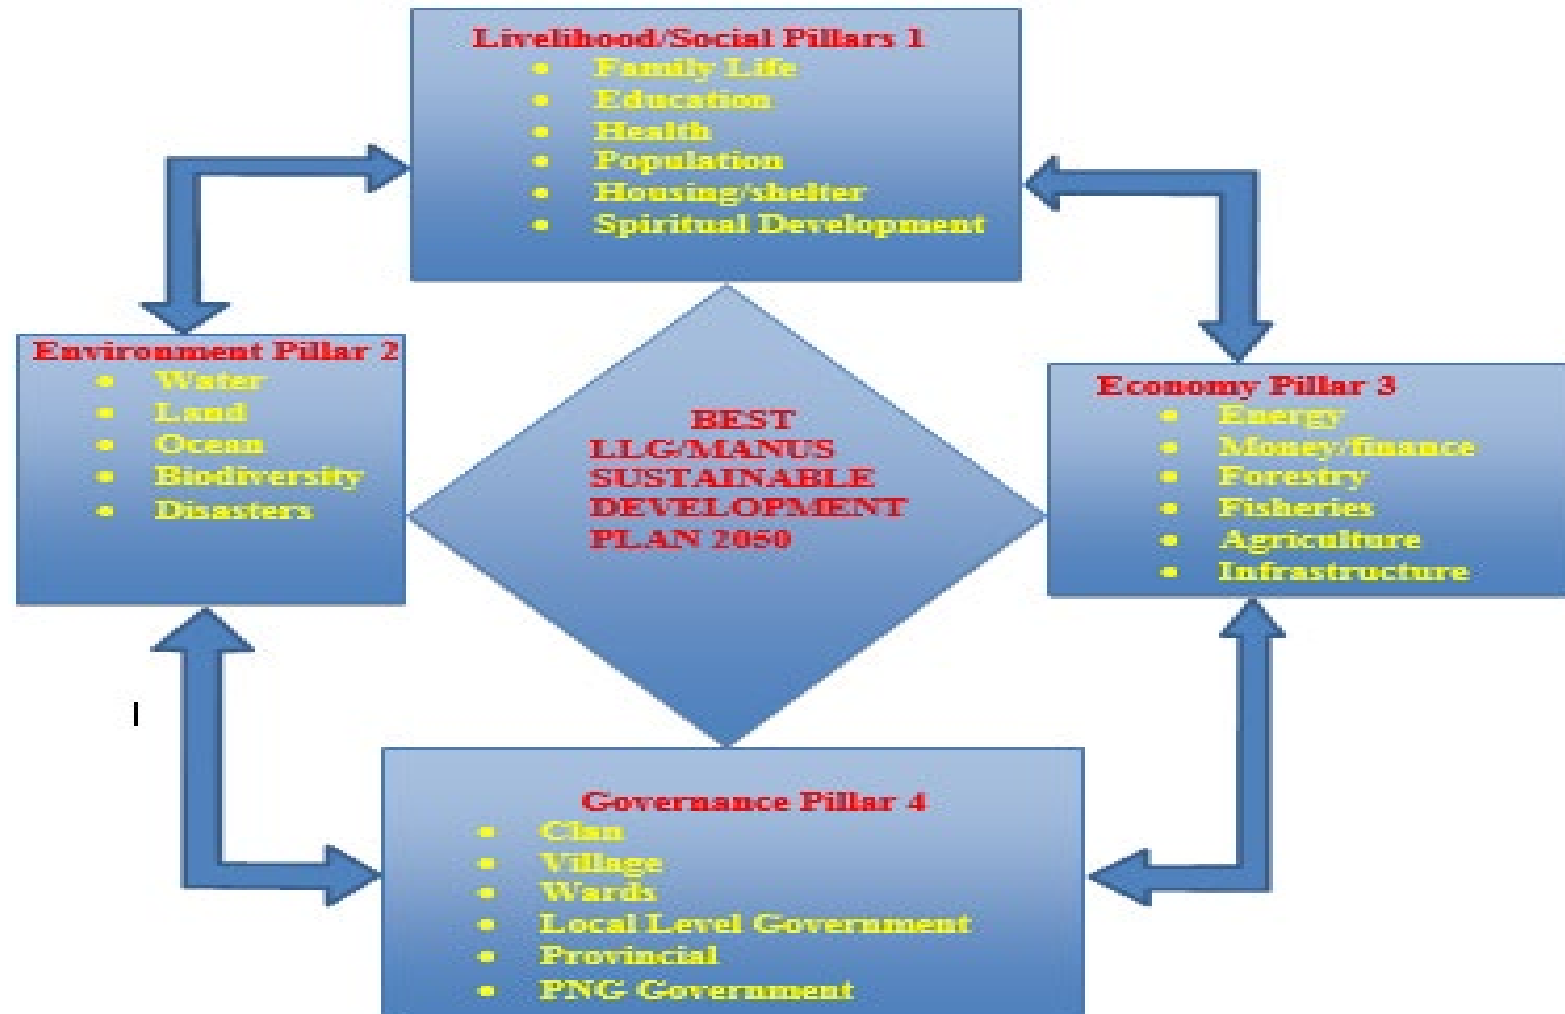 Livelihood/Social Pillars 1
• Family Life
• Education
• Health
• Population
• Housing/shelter
• Spiritual Development
Environment Pillar 2
• Water
• Land
• Ocean
• Biodiversity
• Disasters
BEST
LLG/MANUS
SUSTAINABLE
DEVELOPMENT
PLAN 2050
Economy Pillar 3
• Energy
• Money/finance
• Forestry
• Fisheries
• Agriculture
• Infrastructure
Governance Pillar 4
• Clan
• Village
• Wards
• Local Level Government
• Provincial
• PNG Government